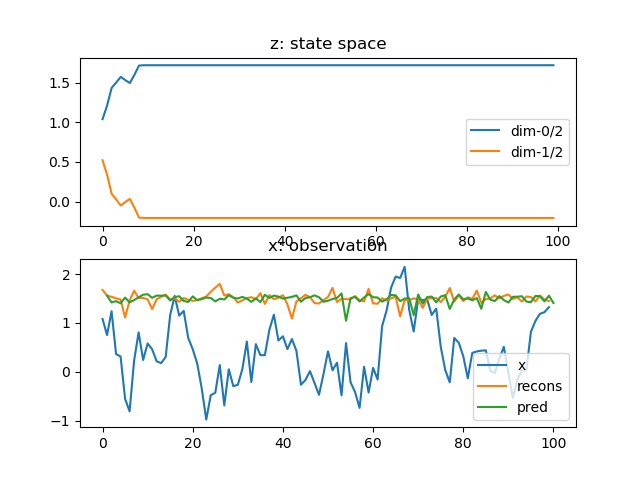 z: state space
1.5
1.0
0.5
0.0
dim-0/2
dim-1/2
0 20 40 60 80 100
x: observation
2
1
0
−1
x
recons
pred
0 20 40 60 80 100